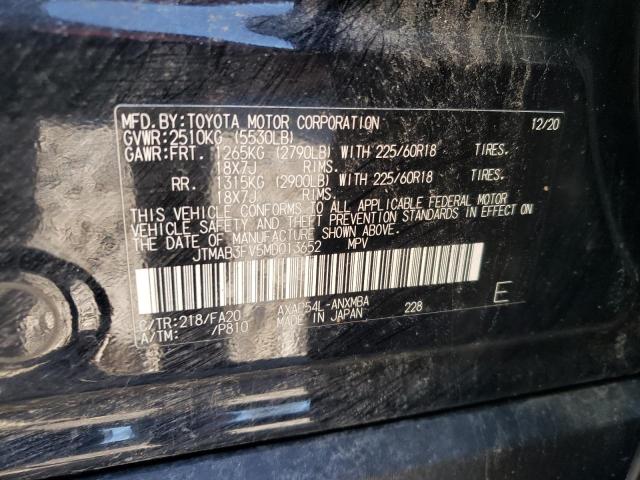 MFD.BY:TOYOTA MOTOR CORPORATION 12/20
GVWR:2510KG (5530LB)
GAWR:FRT. 1265KG (2790LB) WITH 225/60R18 TIRES.
18X7J RIMS.
RR. 1315KG (2900LB) WITH 225/60R18 TIRES.
18X7J RIMS.
THIS VEHICLE CONFORMS TO ALL APPLICABLE FEDERAL MOTOR
VEHICLE SAFETY AND THEFT PREVENTION STANDARDS IN EFFECT ON
THE DATE OF MANUFACTURE SHOWN ABOVE.
JTMAB3FV5MD013652 MPV
C/TR:218/FA20 AXAP54L-ANXMBA 228 E
A/TM: /P810 MADE IN JAPAN